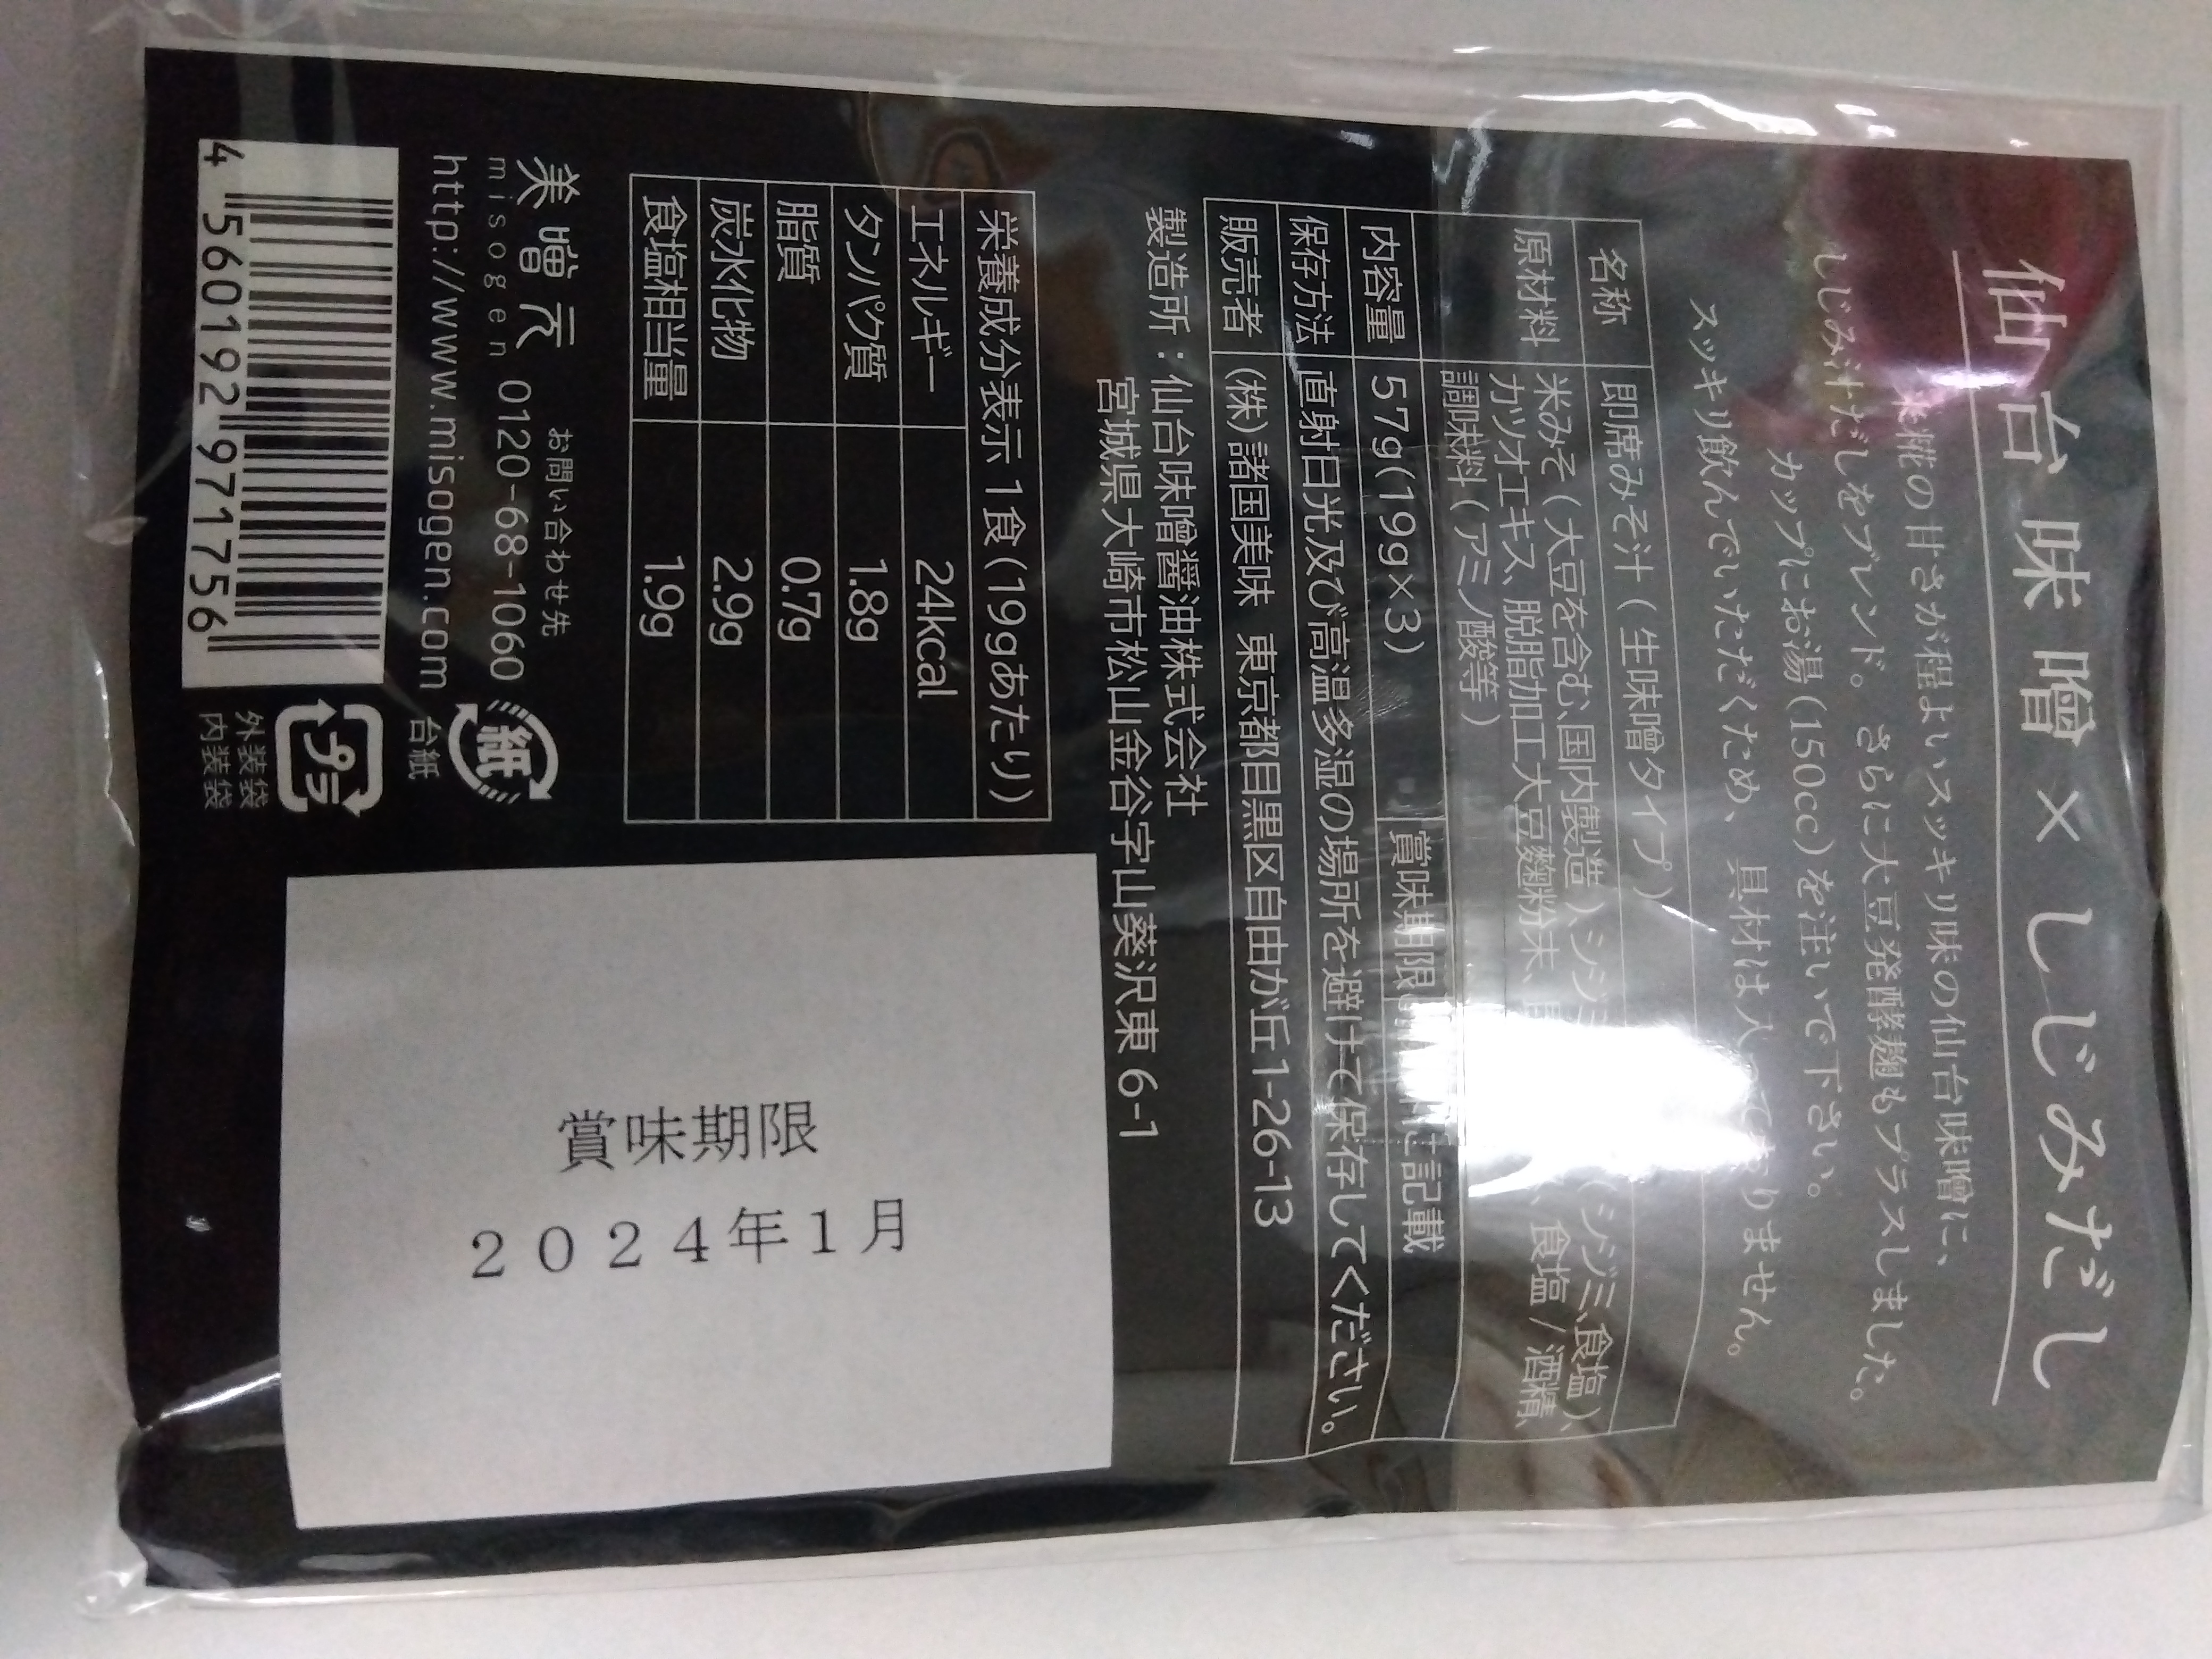 仙台味噌×しじみだし
糀の甘さが程よいスッキリ味の仙台味噌に、
しじみ汁だしをブレンド。さらに大豆発酵麹もプラスしました。
カップにお湯(150cc)を注いで下さい。
スッキリ飲んでいただくため、具材は入っておりません。
名称 即席みそ汁(生味噌タイプ)
原材料 米みそ(大豆を含む、国内製造)、シジミ (シジミ、食塩)、
カツオエキス、脱脂加工大豆麹粉末、 、食塩/酒精、
調味料(アミノ酸等)
内容量 57g(19g×3) 賞味期限 に記載
保存方法 直射日光及び高温多湿の場所を避けて保存してください。
販売者 (株)諸国美味 東京都目黒区自由が丘1-26-13
製造所:仙台味噌醤油株式会社
宮城県大崎市松山金谷字山葵沢東6-1
栄養成分表示 1食(19gあたり)
エネルギー 24kcal
タンパク質 1.8g
脂質 0.7g
炭水化物 2.9g
食塩相当量 1.9g
賞味期限
2024年1月
美噌元
misogen
お問い合わせ先
0120-68-1060
http://www.misogen.com
紙
台紙
プラ
外装袋
内装袋
4 560192 971756